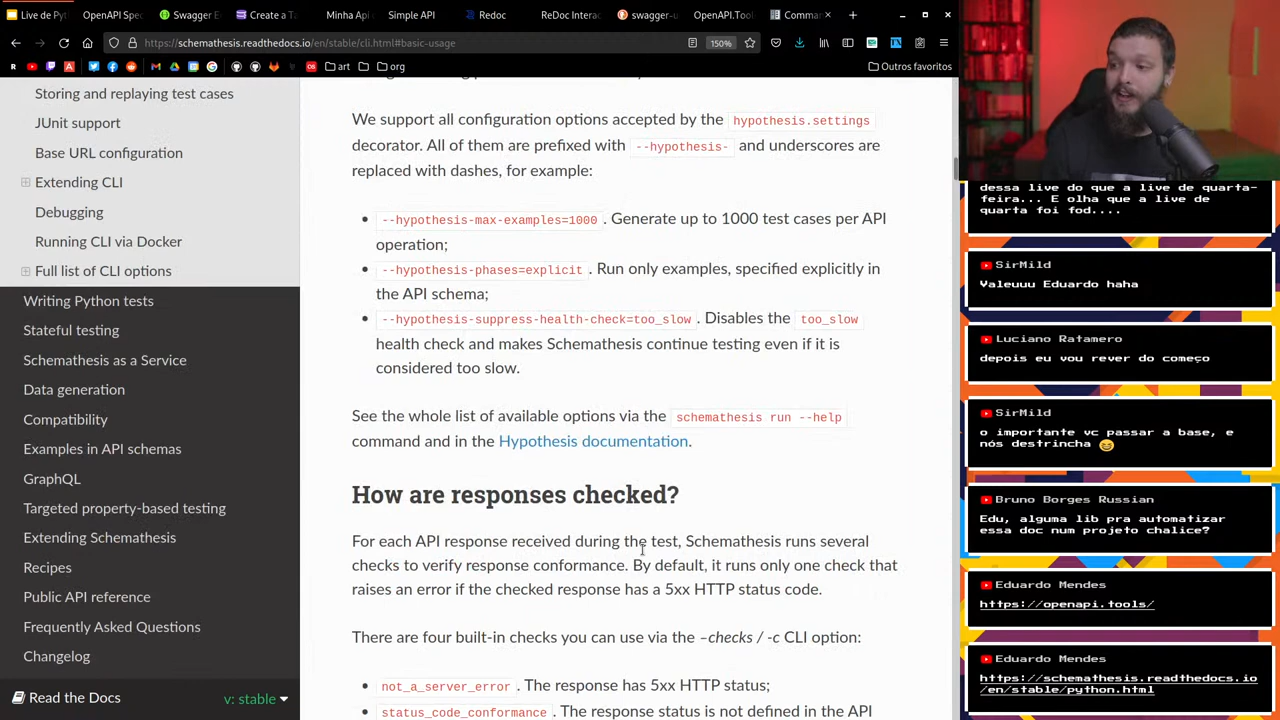 Live de Py
OpenAPI Spe
Swagger E
Create a Ta
Minha Api
Simple API
Redoc
ReDoc Interac
swagger-u
OpenAPI.Tool
Comman
https://schemathesis.readthedocs.io/en/stable/cli.html#basic-usage
150%
art
org
Outros favoritos
Storing and replaying test cases
JUnit support
Base URL configuration
Extending CLI
Debugging
Running CLI via Docker
Full list of CLI options
Writing Python tests
Stateful testing
Schemathesis as a Service
Data generation
Compatibility
Examples in API schemas
GraphQL
Targeted property-based testing
Extending Schemathesis
Recipes
Public API reference
Frequently Asked Questions
Changelog
Read the Docs
v: stable
We support all configuration options accepted by the hypothesis.settings
decorator. All of them are prefixed with --hypothesis- and underscores are
replaced with dashes, for example:
--hypothesis-max-examples=1000 . Generate up to 1000 test cases per API
operation;
--hypothesis-phases=explicit . Run only examples, specified explicitly in
the API schema;
--hypothesis-suppress-health-check=too_slow . Disables the too_slow
health check and makes Schemathesis continue testing even if it is
considered too slow.
See the whole list of available options via the schemathesis run --help
command and in the Hypothesis documentation.
How are responses checked?
For each API response received during the test, Schemathesis runs several
checks to verify response conformance. By default, it runs only one check that
raises an error if the checked response has a 5xx HTTP status code.
There are four built-in checks you can use via the –checks / -c CLI option:
not_a_server_error . The response has 5xx HTTP status;
status_code_conformance . The response status is not defined in the API
dessa live do que a live de quarta-
feira... E olha que a live de
quarta foi fod....
SirMild
Valeuuu Eduardo haha
Luciano Ratamero
depois eu vou rever do começo
SirMild
o importante vc passar a base, e
nós destrincha
Bruno Borges Russian
Edu, alguma lib pra automatizar
essa doc num projeto chalice?
Eduardo Mendes
https://openapi.tools/
Eduardo Mendes
https://schemathesis.readthedocs.io
/en/stable/python.html